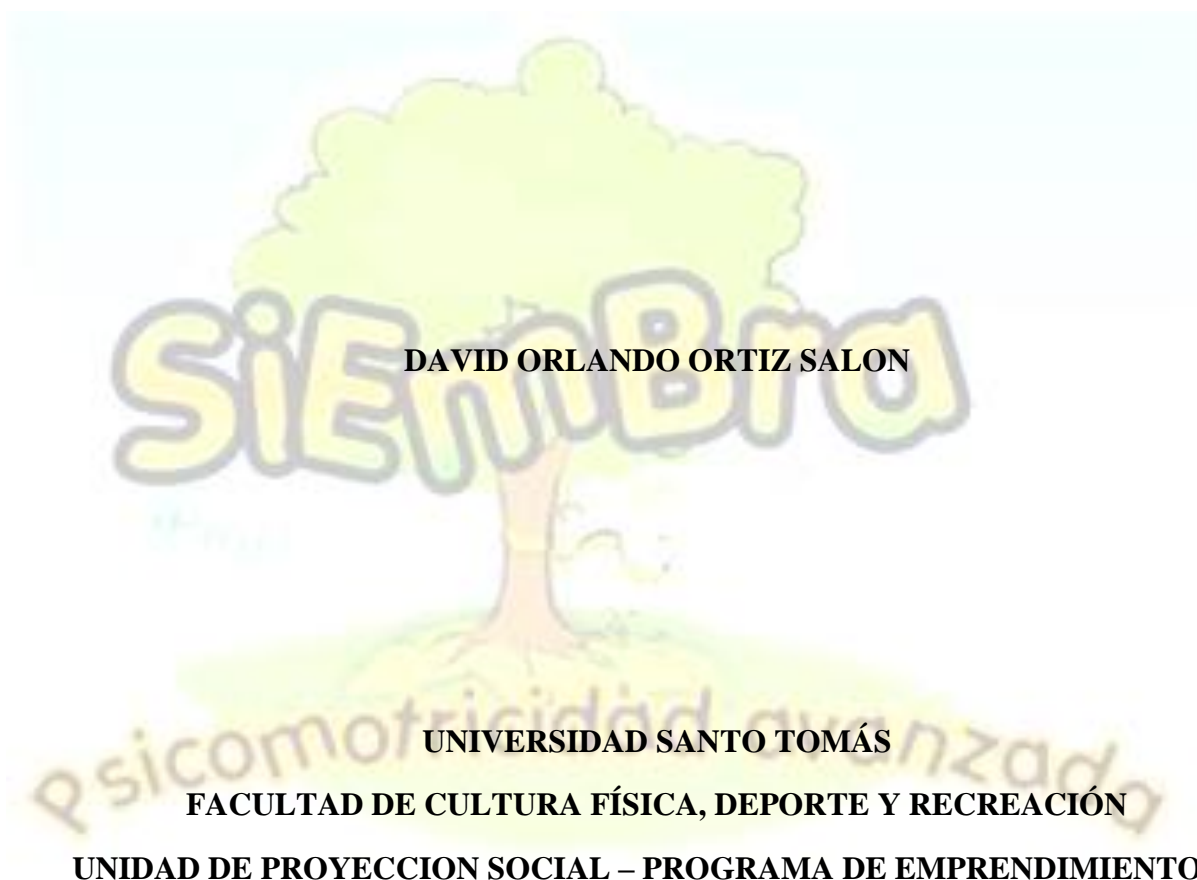 SiEmBra
DAVID ORLANDO ORTIZ SALON
Psicomotricidad avanzada
UNIVERSIDAD SANTO TOMÁS
FACULTAD DE CULTURA FÍSICA, DEPORTE Y RECREACIÓN
UNIDAD DE PROYECCION SOCIAL – PROGRAMA DE EMPRENDIMIENTO